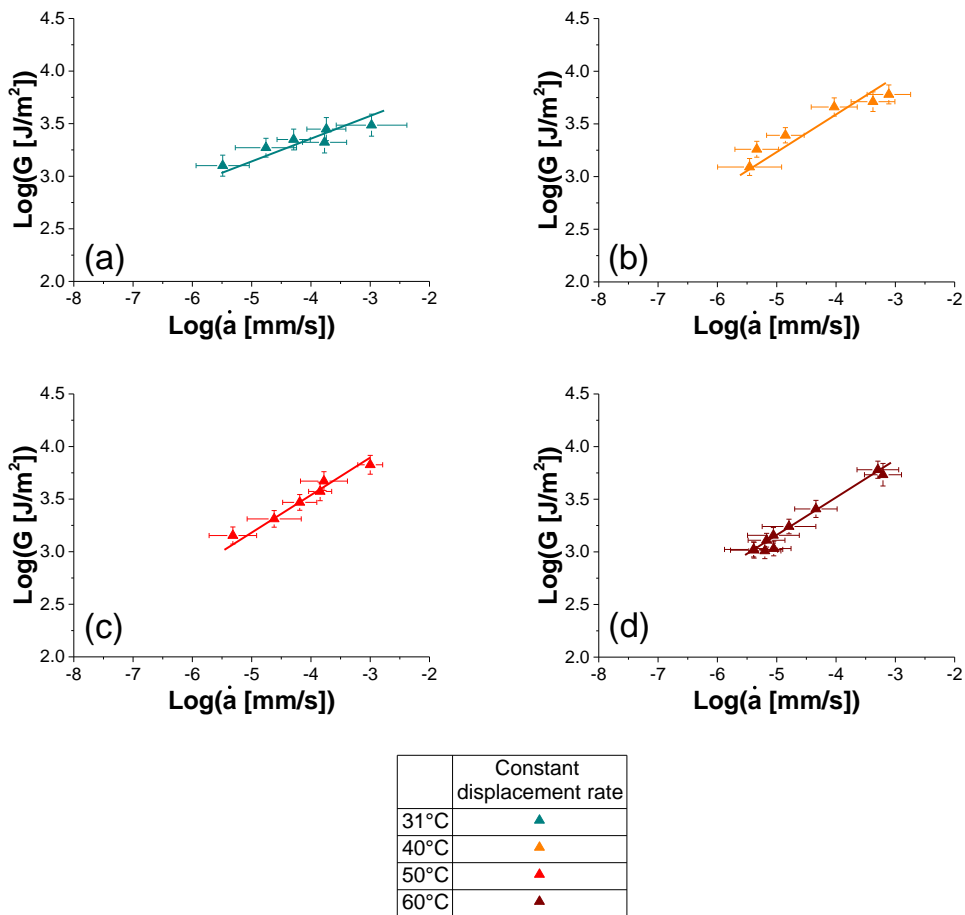 4.5
4.0
3.5
3.0
2.5
2.0
Log(G [J/m²])
(a)
-8 -7 -6 -5 -4 -3 -2
Log(ȧ [mm/s])
4.5
4.0
3.5
3.0
2.5
2.0
Log(G [J/m²])
(b)
-8 -7 -6 -5 -4 -3 -2
Log(ȧ [mm/s])
4.5
4.0
3.5
3.0
2.5
2.0
Log(G [J/m²])
(c)
-8 -7 -6 -5 -4 -3 -2
Log(ȧ [mm/s])
4.5
4.0
3.5
3.0
2.5
2.0
Log(G [J/m²])
(d)
-8 -7 -6 -5 -4 -3 -2
Log(ȧ [mm/s])
Constant
displacement rate
31°C
40°C
50°C
60°C